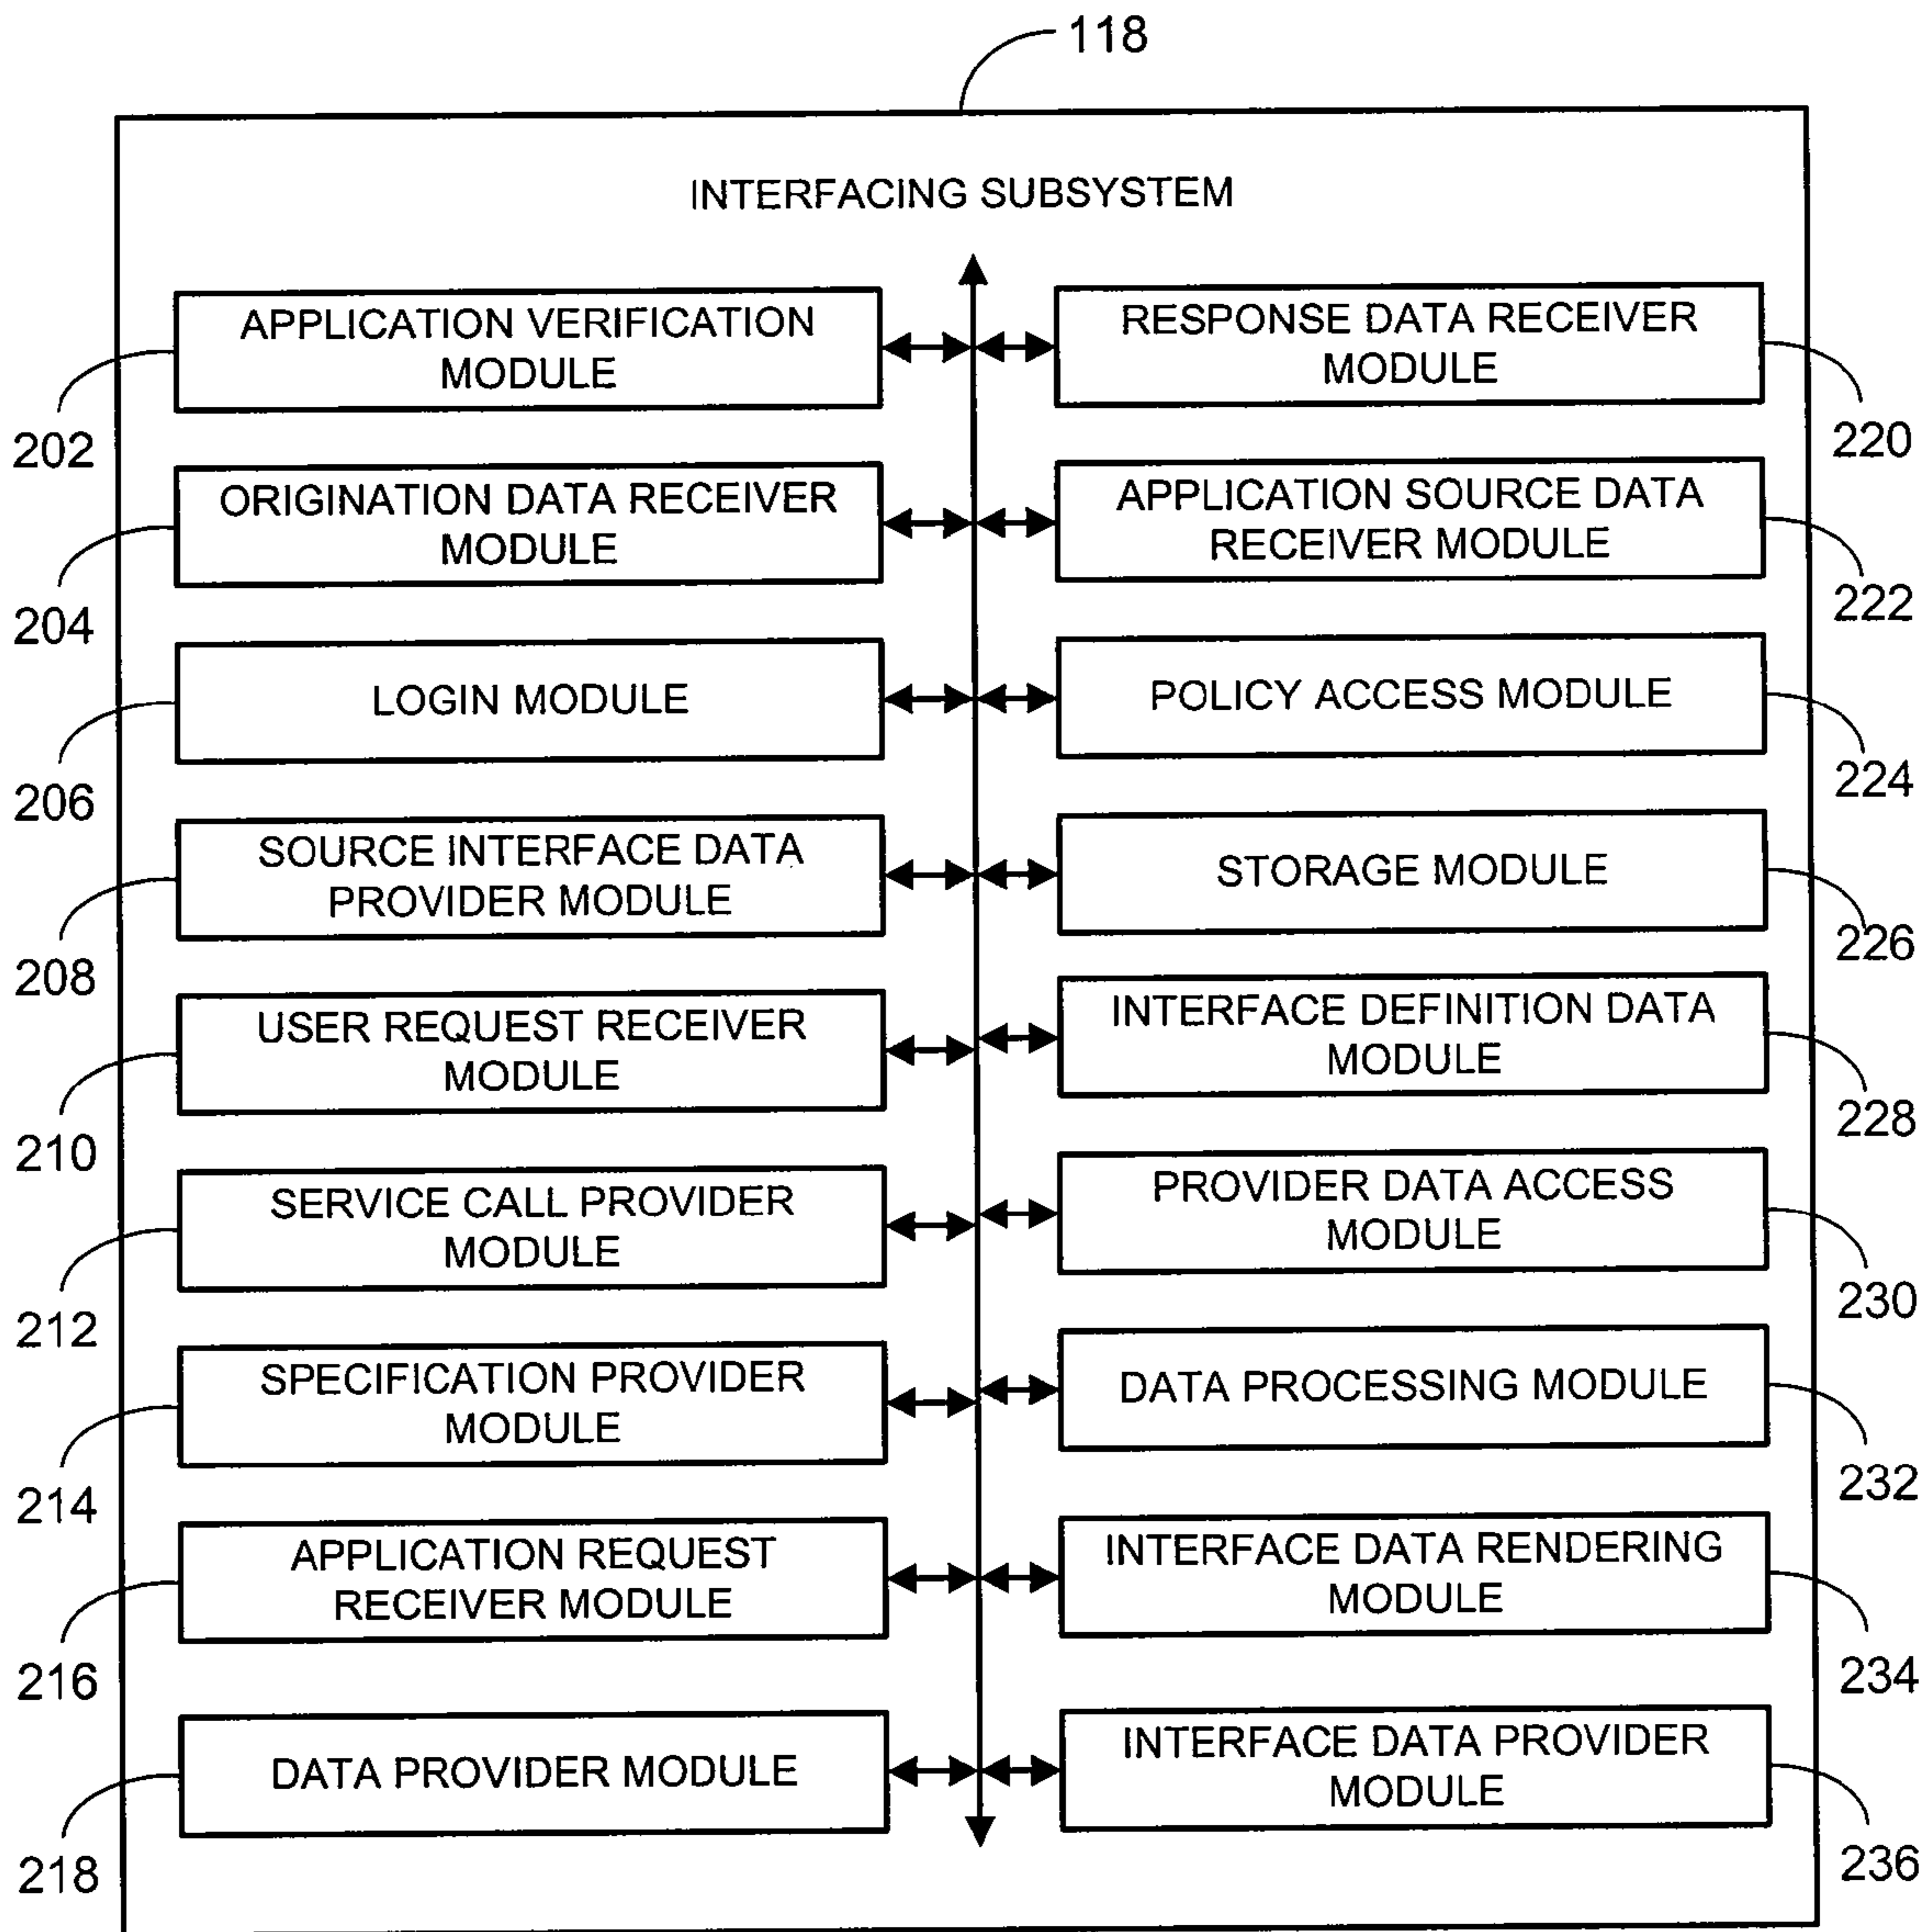 118
INTERFACING SUBSYSTEM
APPLICATION VERIFICATION
MODULE
202
ORIGINATION DATA RECEIVER
MODULE
204
LOGIN MODULE
206
SOURCE INTERFACE DATA
PROVIDER MODULE
208
USER REQUEST RECEIVER
MODULE
210
SERVICE CALL PROVIDER
MODULE
212
SPECIFICATION PROVIDER
MODULE
214
APPLICATION REQUEST
RECEIVER MODULE
216
DATA PROVIDER MODULE
218
RESPONSE DATA RECEIVER
MODULE
220
APPLICATION SOURCE DATA
RECEIVER MODULE
222
POLICY ACCESS MODULE
224
STORAGE MODULE
226
INTERFACE DEFINITION DATA
MODULE
228
PROVIDER DATA ACCESS
MODULE
230
DATA PROCESSING MODULE
232
INTERFACE DATA RENDERING
MODULE
234
INTERFACE DATA PROVIDER
MODULE
236